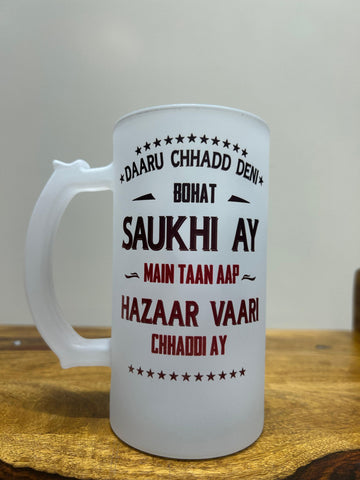 DAARU CHHADD DENI
BOHAT
SAUKHI AY
MAIN TAAN AAP
HAZAAR VAARI
CHHADDI AY